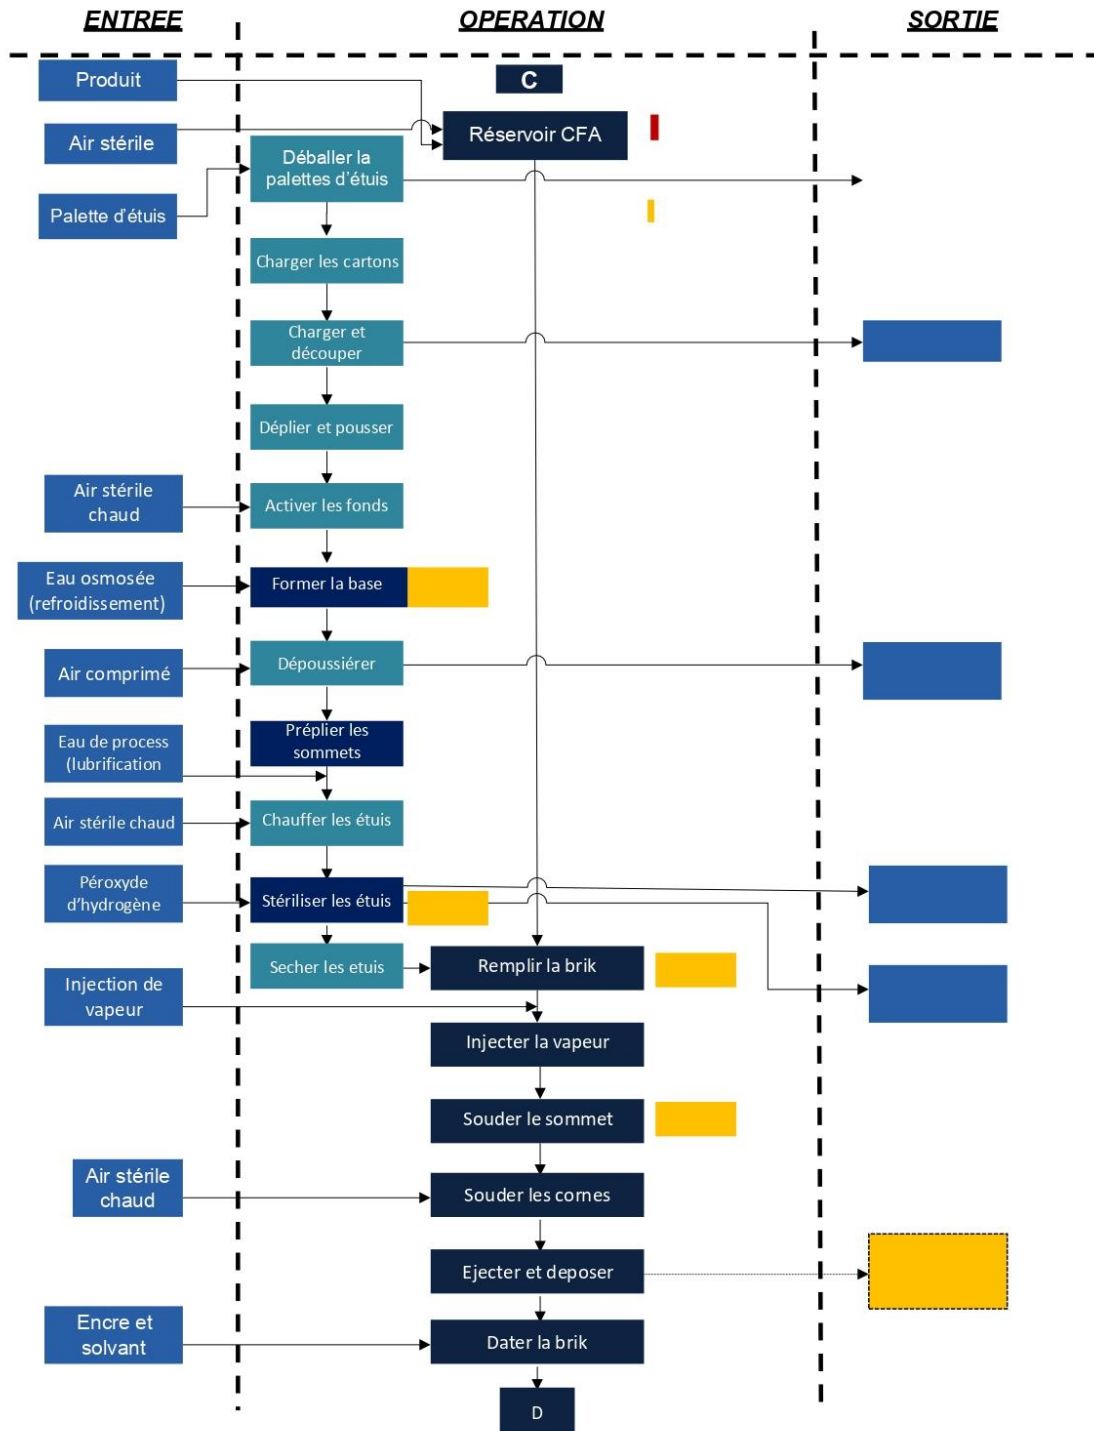 ENTREE
OPERATION
SORTIE
Produit
C
Air stérile
Réservoir CFA
Déballer la
palettes d'étuis
Palette d'étuis
Charger les cartons
Charger et
découper
Déplier et pousser
Air stérile
chaud
Activer les fonds
Eau osmosée
(refroidissement)
Former la base
Air comprimé
Dépoussiérer
Eau de process
(lubrification
Préplier les
sommets
Air stérile chaud
Chauffer les étuis
Péroxyde
d'hydrogène
Stériliser les étuis
Secher les etuis
Remplir la brik
Injection de
vapeur
Injecter la vapeur
Souder le sommet
Air stérile
chaud
Souder les cornes
Ejecter et deposer
Encre et
solvant
Dater la brik
D